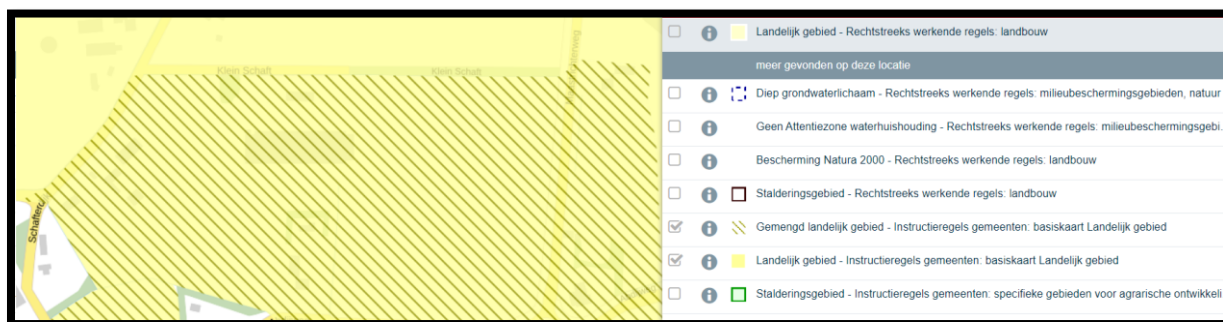 Klein Schaft
Klein Schaft
Landelijk gebied - Rechtstreeks werkende regels: landbouw
meer gevonden op deze locatie
Diep grondwaterlichaam - Rechtstreeks werkende regels: milieubeschermingsgebieden, natuur
Geen Attentiezone waterhuishouding - Rechtstreeks werkende regels: milieubeschermingsgebi.
Bescherming Natura 2000 - Rechtstreeks werkende regels: landbouw
Stalderingsgebied - Rechtstreeks werkende regels: landbouw
Gemengd landelijk gebied - Instructieregels gemeenten: basiskaart Landelijk gebied
Landelijk gebied - Instructieregels gemeenten: basiskaart Landelijk gebied
Stalderingsgebied - Instructieregels gemeenten: specifieke gebieden voor agrarische ontwikkeli